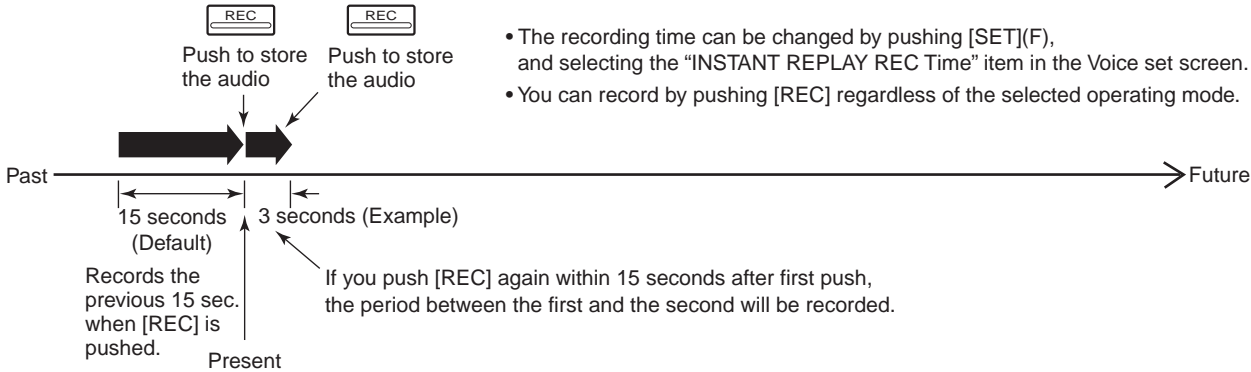 REC
REC
Push to store
the audio
Push to store
the audio
• The recording time can be changed by pushing [SET](F),
and selecting the “INSTANT REPLAY REC Time” item in the Voice set screen.
• You can record by pushing [REC] regardless of the selected operating mode.
Past
Future
15 seconds
(Default)
3 seconds (Example)
Records the
previous 15 sec.
when [REC] is
pushed.
If you push [REC] again within 15 seconds after first push,
the period between the first and the second will be recorded.
Present